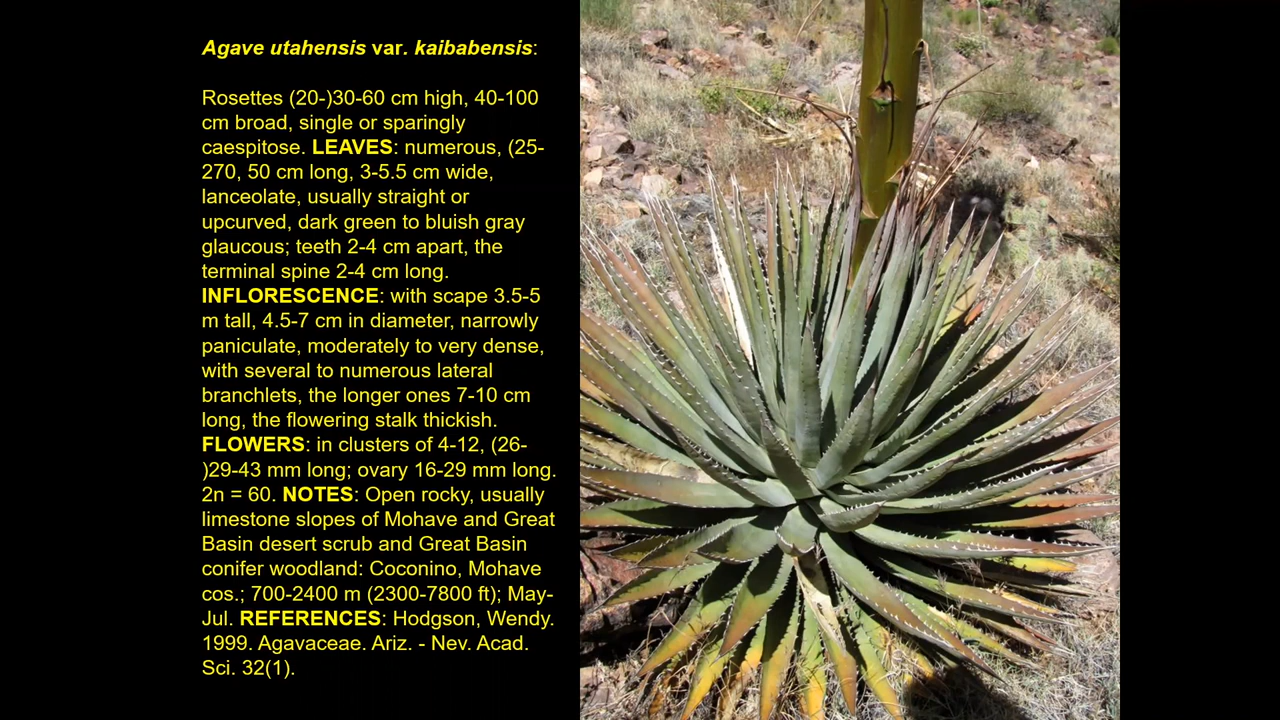 Agave utahensis var. kaibabensis:
Rosettes (20-)30-60 cm high, 40-100
cm broad, single or sparingly
caespitose. LEAVES: numerous, (25-
270, 50 cm long, 3-5.5 cm wide,
lanceolate, usually straight or
upcurved, dark green to bluish gray
glaucous; teeth 2-4 cm apart, the
terminal spine 2-4 cm long.
INFLORESCENCE: with scape 3.5-5
m tall, 4.5-7 cm in diameter, narrowly
paniculate, moderately to very dense,
with several to numerous lateral
branchlets, the longer ones 7-10 cm
long, the flowering stalk thickish.
FLOWERS: in clusters of 4-12, (26-
)29-43 mm long; ovary 16-29 mm long.
2n = 60. NOTES: Open rocky, usually
limestone slopes of Mohave and Great
Basin desert scrub and Great Basin
conifer woodland: Coconino, Mohave
cos.; 700-2400 m (2300-7800 ft); May-
Jul. REFERENCES: Hodgson, Wendy.
1999. Agavaceae. Ariz. - Nev. Acad.
Sci. 32(1).